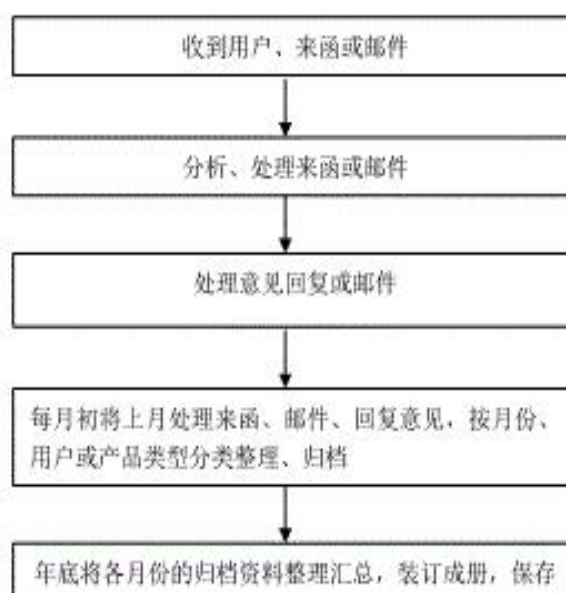 收到用户、来函或邮件
分析、处理来函或邮件
处理意见回复或邮件
每月初将上月处理来函、邮件、回复意见，按月份、
用户或产品类型分类整理、归档
年底将各月份的归档资料整理汇总，装订成册，保存